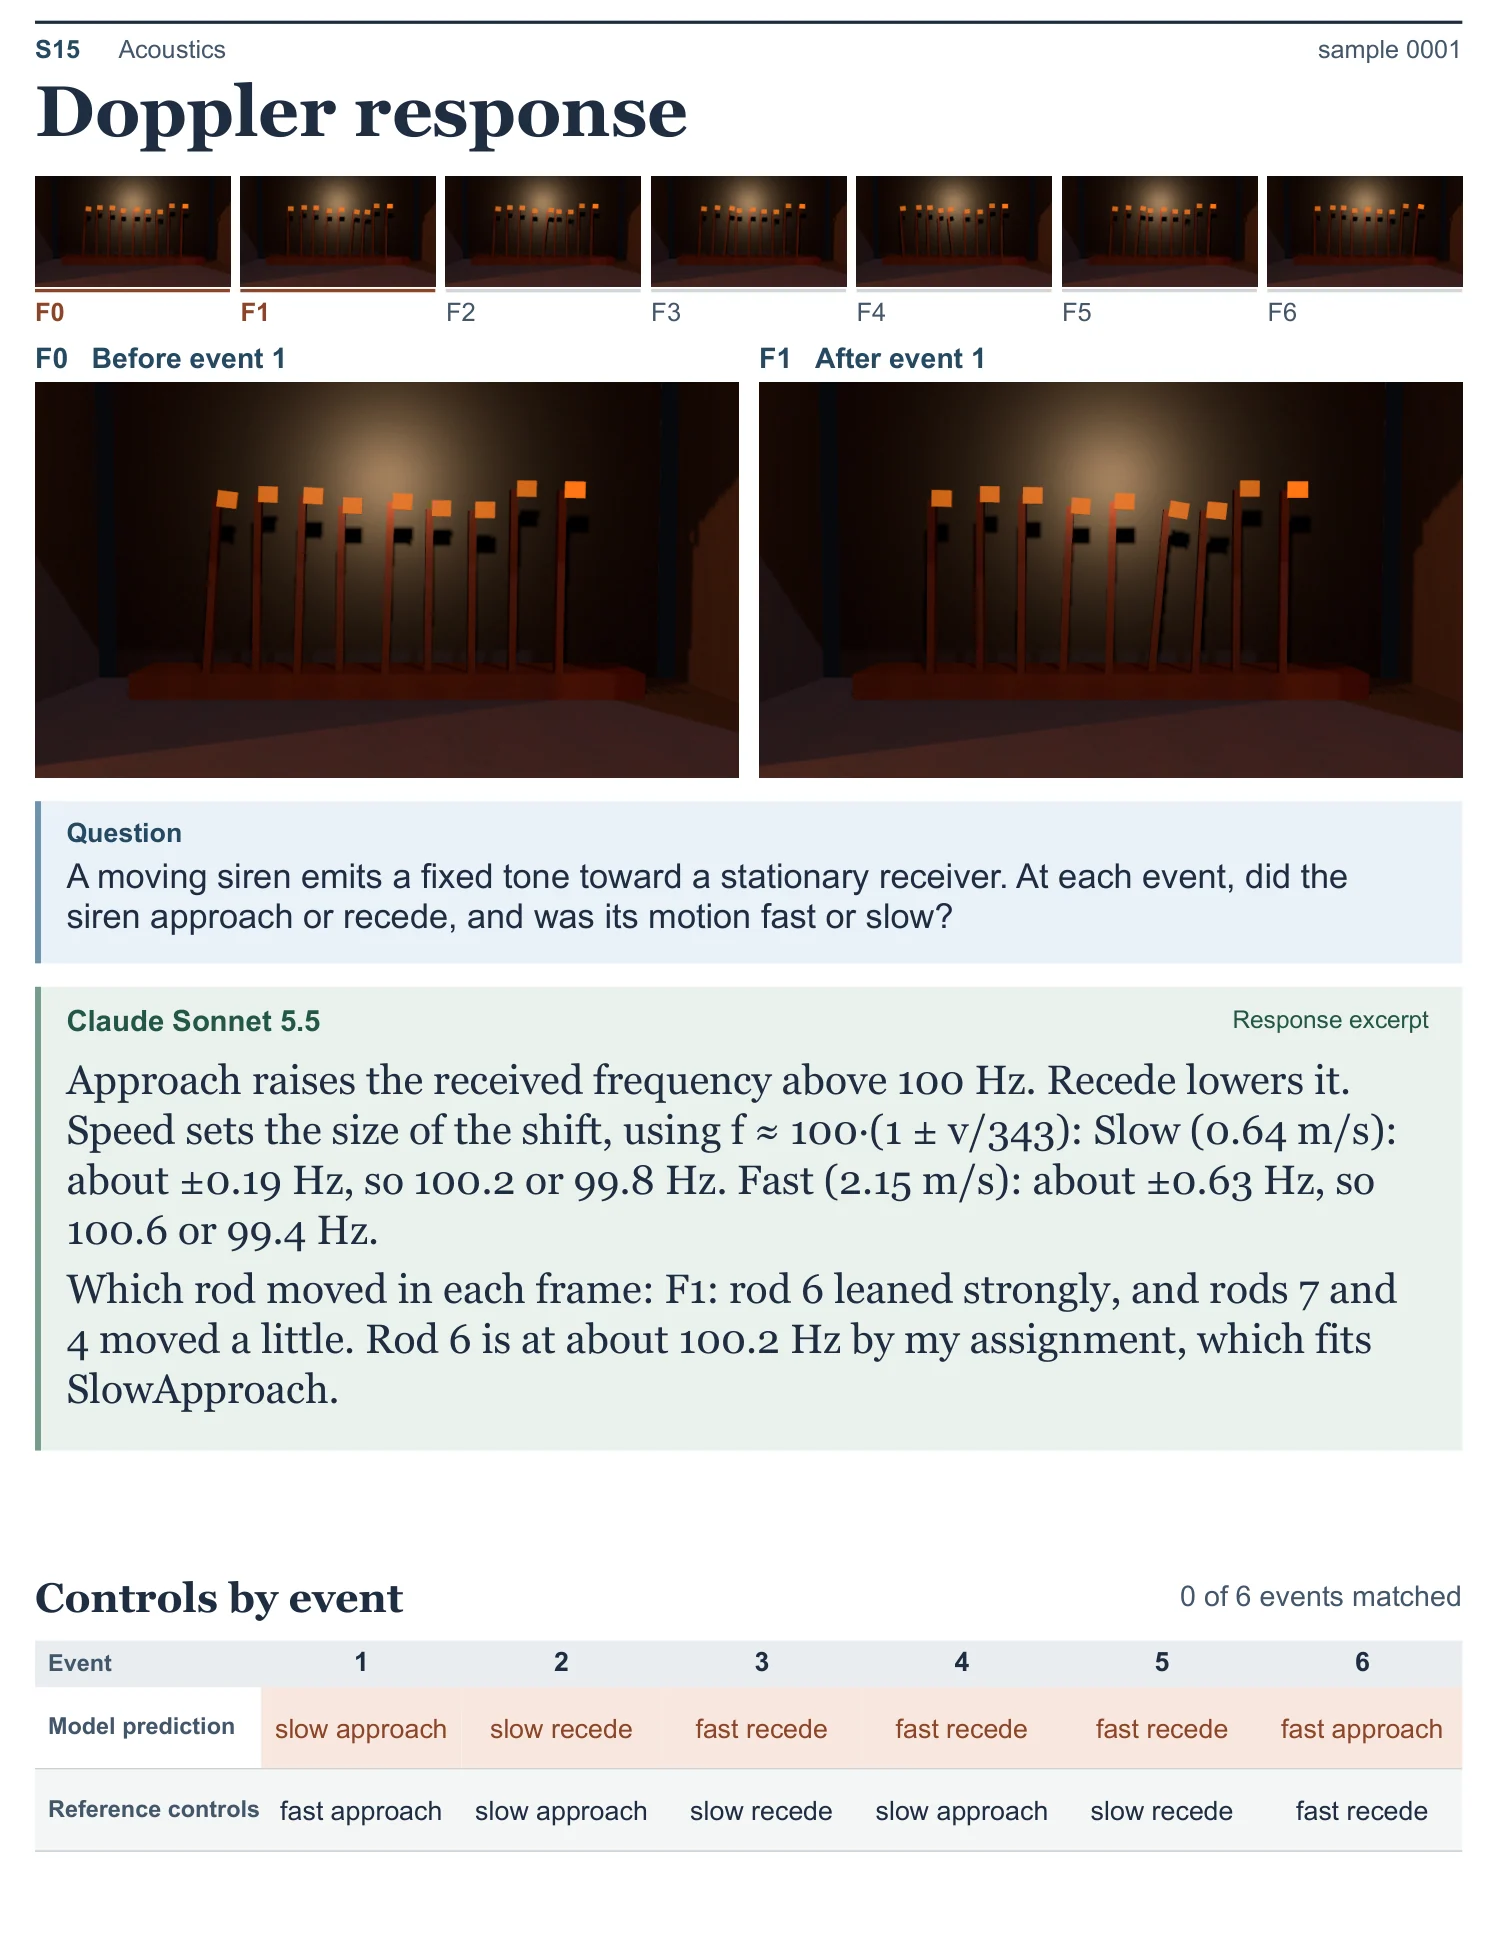 S15 Acoustics sample 0001
Doppler response
F0 F1 F2 F3 F4 F5 F6
F0 Before event 1 F1 After event 1
Question
A moving siren emits a fixed tone toward a stationary receiver. At each event, did the
siren approach or recede, and was its motion fast or slow?
Claude Sonnet 5.5 Response excerpt
Approach raises the received frequency above 100 Hz. Recede lowers it.
Speed sets the size of the shift, using f ≈ 100·(1 ± v/343): Slow (0.64 m/s):
about ±0.19 Hz, so 100.2 or 99.8 Hz. Fast (2.15 m/s): about ±0.63 Hz, so
100.6 or 99.4 Hz.
Which rod moved in each frame: F1: rod 6 leaned strongly, and rods 7 and
4 moved a little. Rod 6 is at about 100.2 Hz by my assignment, which fits
SlowApproach.
Controls by event 0 of 6 events matched
Event 1 2 3 4 5 6
Model prediction slow approach slow recede fast recede fast recede fast recede fast approach
Reference controls fast approach slow approach slow recede slow approach slow recede fast recede